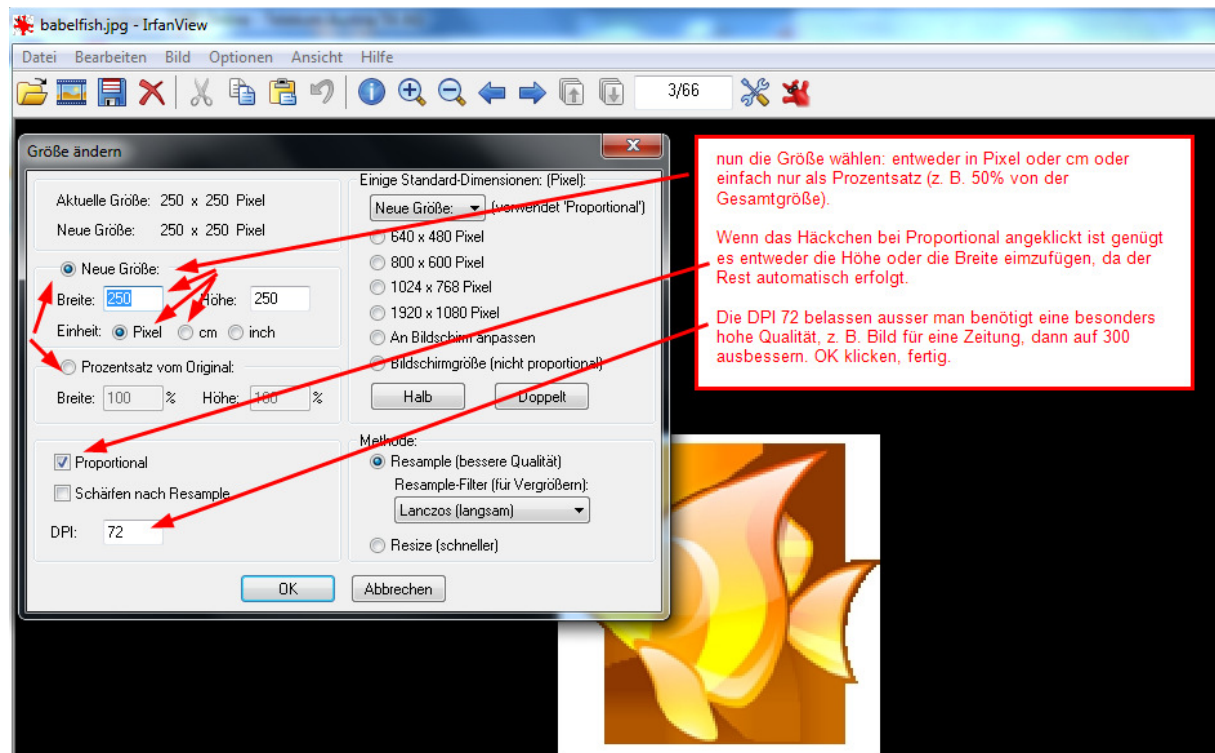 babelfish.jpg - IrfanView
Datei Bearbeiten Bild Optionen Ansicht Hilfe
3/66
Größe ändern
Aktuelle Größe: 250 x 250 Pixel
Neue Größe: 250 x 250 Pixel
Neue Größe:
Breite: 250 Höhe: 250
Einheit: Pixel cm inch
Prozentsatz vom Original:
Breite: 100 % Höhe: 100 %
Proportional
Schärfen nach Resample
DPI: 72
Einige Standard-Dimensionen: (Pixel):
Neue Größe: (verwendet 'Proportional')
640 x 480 Pixel
800 x 600 Pixel
1024 x 768 Pixel
1920 x 1080 Pixel
An Bildschirm anpassen
Bildschirmgröße (nicht proportional)
Halb Doppelt
Methode:
Resample (bessere Qualität)
Resample-Filter (für Vergrößern):
Lanczos (langsam)
Resize (schneller)
OK Abbrechen
nun die Größe wählen: entweder in Pixel oder cm oder
einfach nur als Prozentsatz (z. B. 50% von der
Gesamtgröße).
Wenn das Häckchen bei Proportional angeklickt ist genügt
es entweder die Höhe oder die Breite eimzufügen, da der
Rest automatisch erfolgt.
Die DPI 72 belassen ausser man benötigt eine besonders
hohe Qualität, z. B. Bild für eine Zeitung, dann auf 300
ausbessern. OK klicken, fertig.